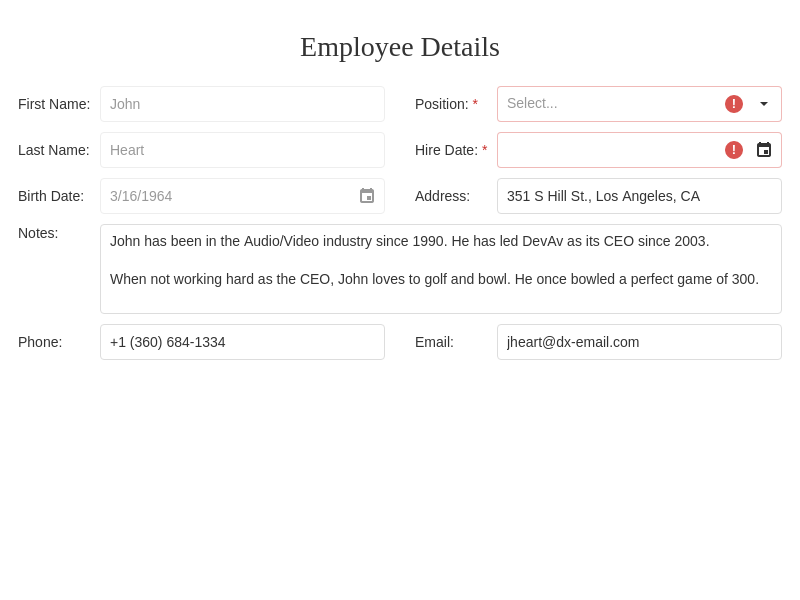 Employee Details
First Name: John
Position: * Select... !
Last Name: Heart
Hire Date: * !
Birth Date: 3/16/1964
Address: 351 S Hill St., Los Angeles, CA
Notes: John has been in the Audio/Video industry since 1990. He has led DevAv as its CEO since 2003.
When not working hard as the CEO, John loves to golf and bowl. He once bowled a perfect game of 300.
Phone: +1 (360) 684-1334
Email: jheart@dx-email.com